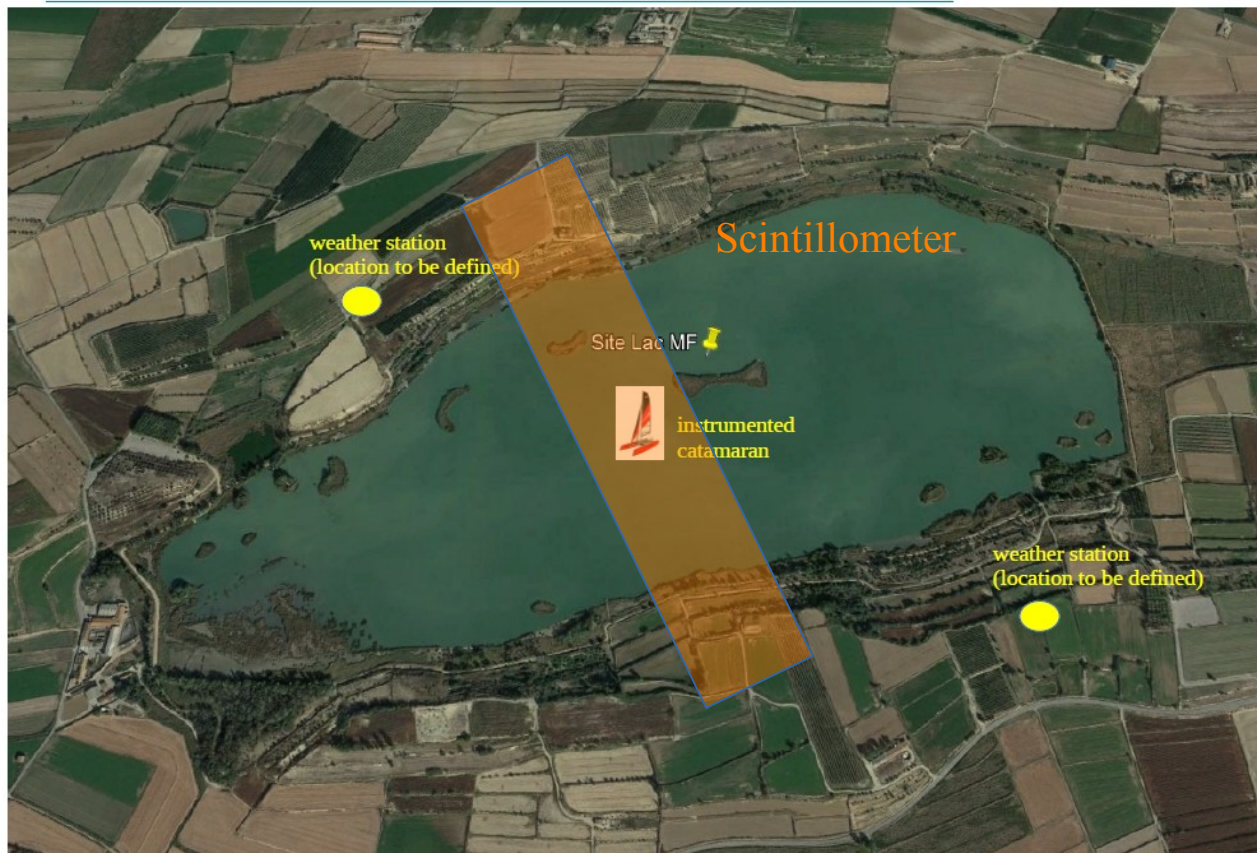 Scintillometer
weather station
(location to be defined)
Site Lac MF
instrumented
catamaran
weather station
(location to be defined)